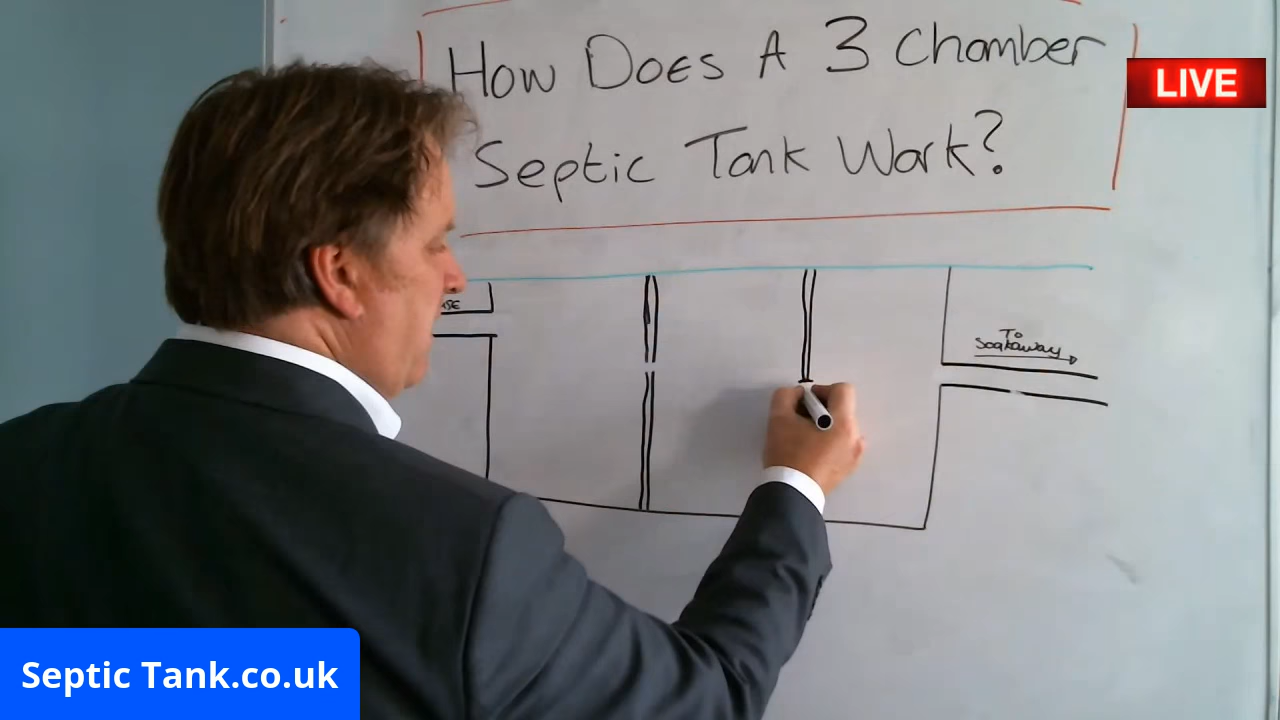 How Does A 3 Chamber
LIVE
Septic Tank Work?
To
Soakaway
Septic Tank.co.uk